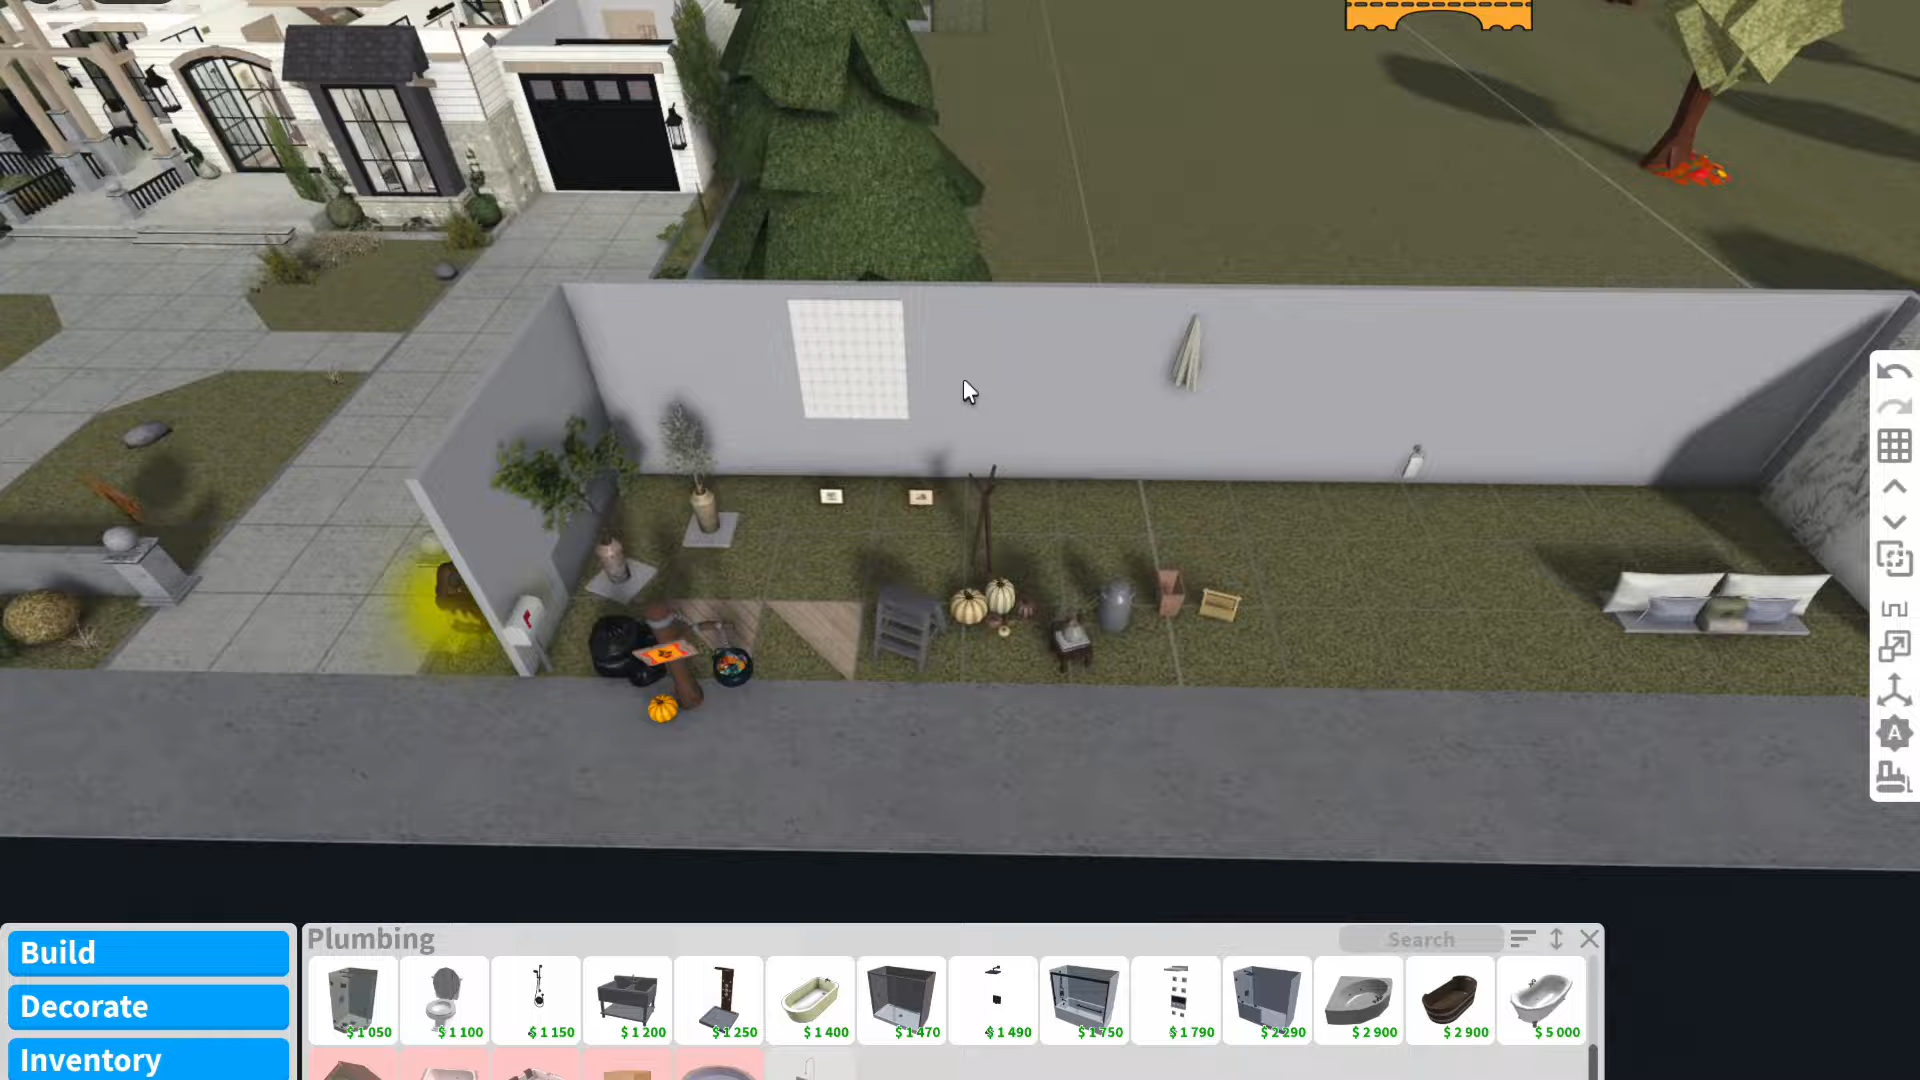 Build
Decorate
Inventory
Plumbing
Search
$1 050
$1 100
$1 150
$1 200
$1 250
$1 400
$1 470
$1 490
$1 750
$1 790
$2 290
$2 900
$2 900
$5 000
A